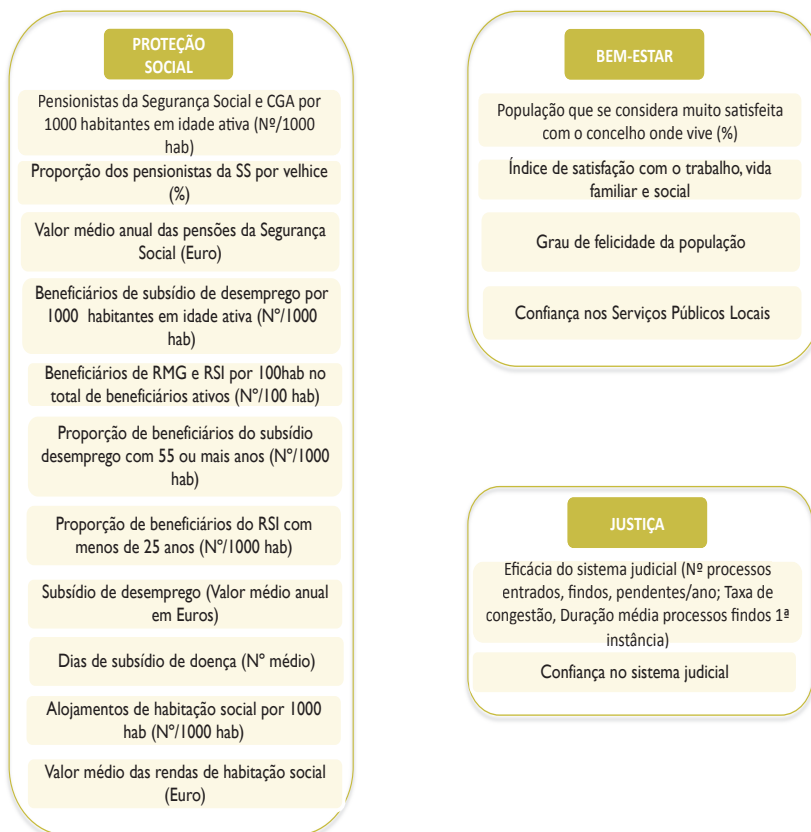 PROTEÇÃO
SOCIAL
Pensionistas da Segurança Social e CGA por
1000 habitantes em idade ativa (Nº/1000
hab)
Proporção dos pensionistas da SS por velhice
(%)
Valor médio anual das pensões da Segurança
Social (Euro)
Beneficiários de subsídio de desemprego por
1000 habitantes em idade ativa (Nº/1000
hab)
Beneficiários de RMG e RSI por 100hab no
total de beneficiários ativos (Nº/100 hab)
Proporção de beneficiários do subsídio
desemprego com 55 ou mais anos (Nº/1000
hab)
Proporção de beneficiários do RSI com
menos de 25 anos (Nº/1000 hab)
Subsídio de desemprego (Valor médio anual
em Euros)
Dias de subsídio de doença (Nº médio)
Alojamentos de habitação social por 1000
hab (Nº/1000 hab)
Valor médio das rendas de habitação social
(Euro)
BEM-ESTAR
População que se considera muito satisfeita
com o concelho onde vive (%)
Índice de satisfação com o trabalho, vida
familiar e social
Grau de felicidade da população
Confiança nos Serviços Públicos Locais
JUSTIÇA
Eficácia do sistema judicial (Nº processos
entrados, findos, pendentes/ano; Taxa de
congestão, Duração média processos findos 1ª
instância)
Confiança no sistema judicial